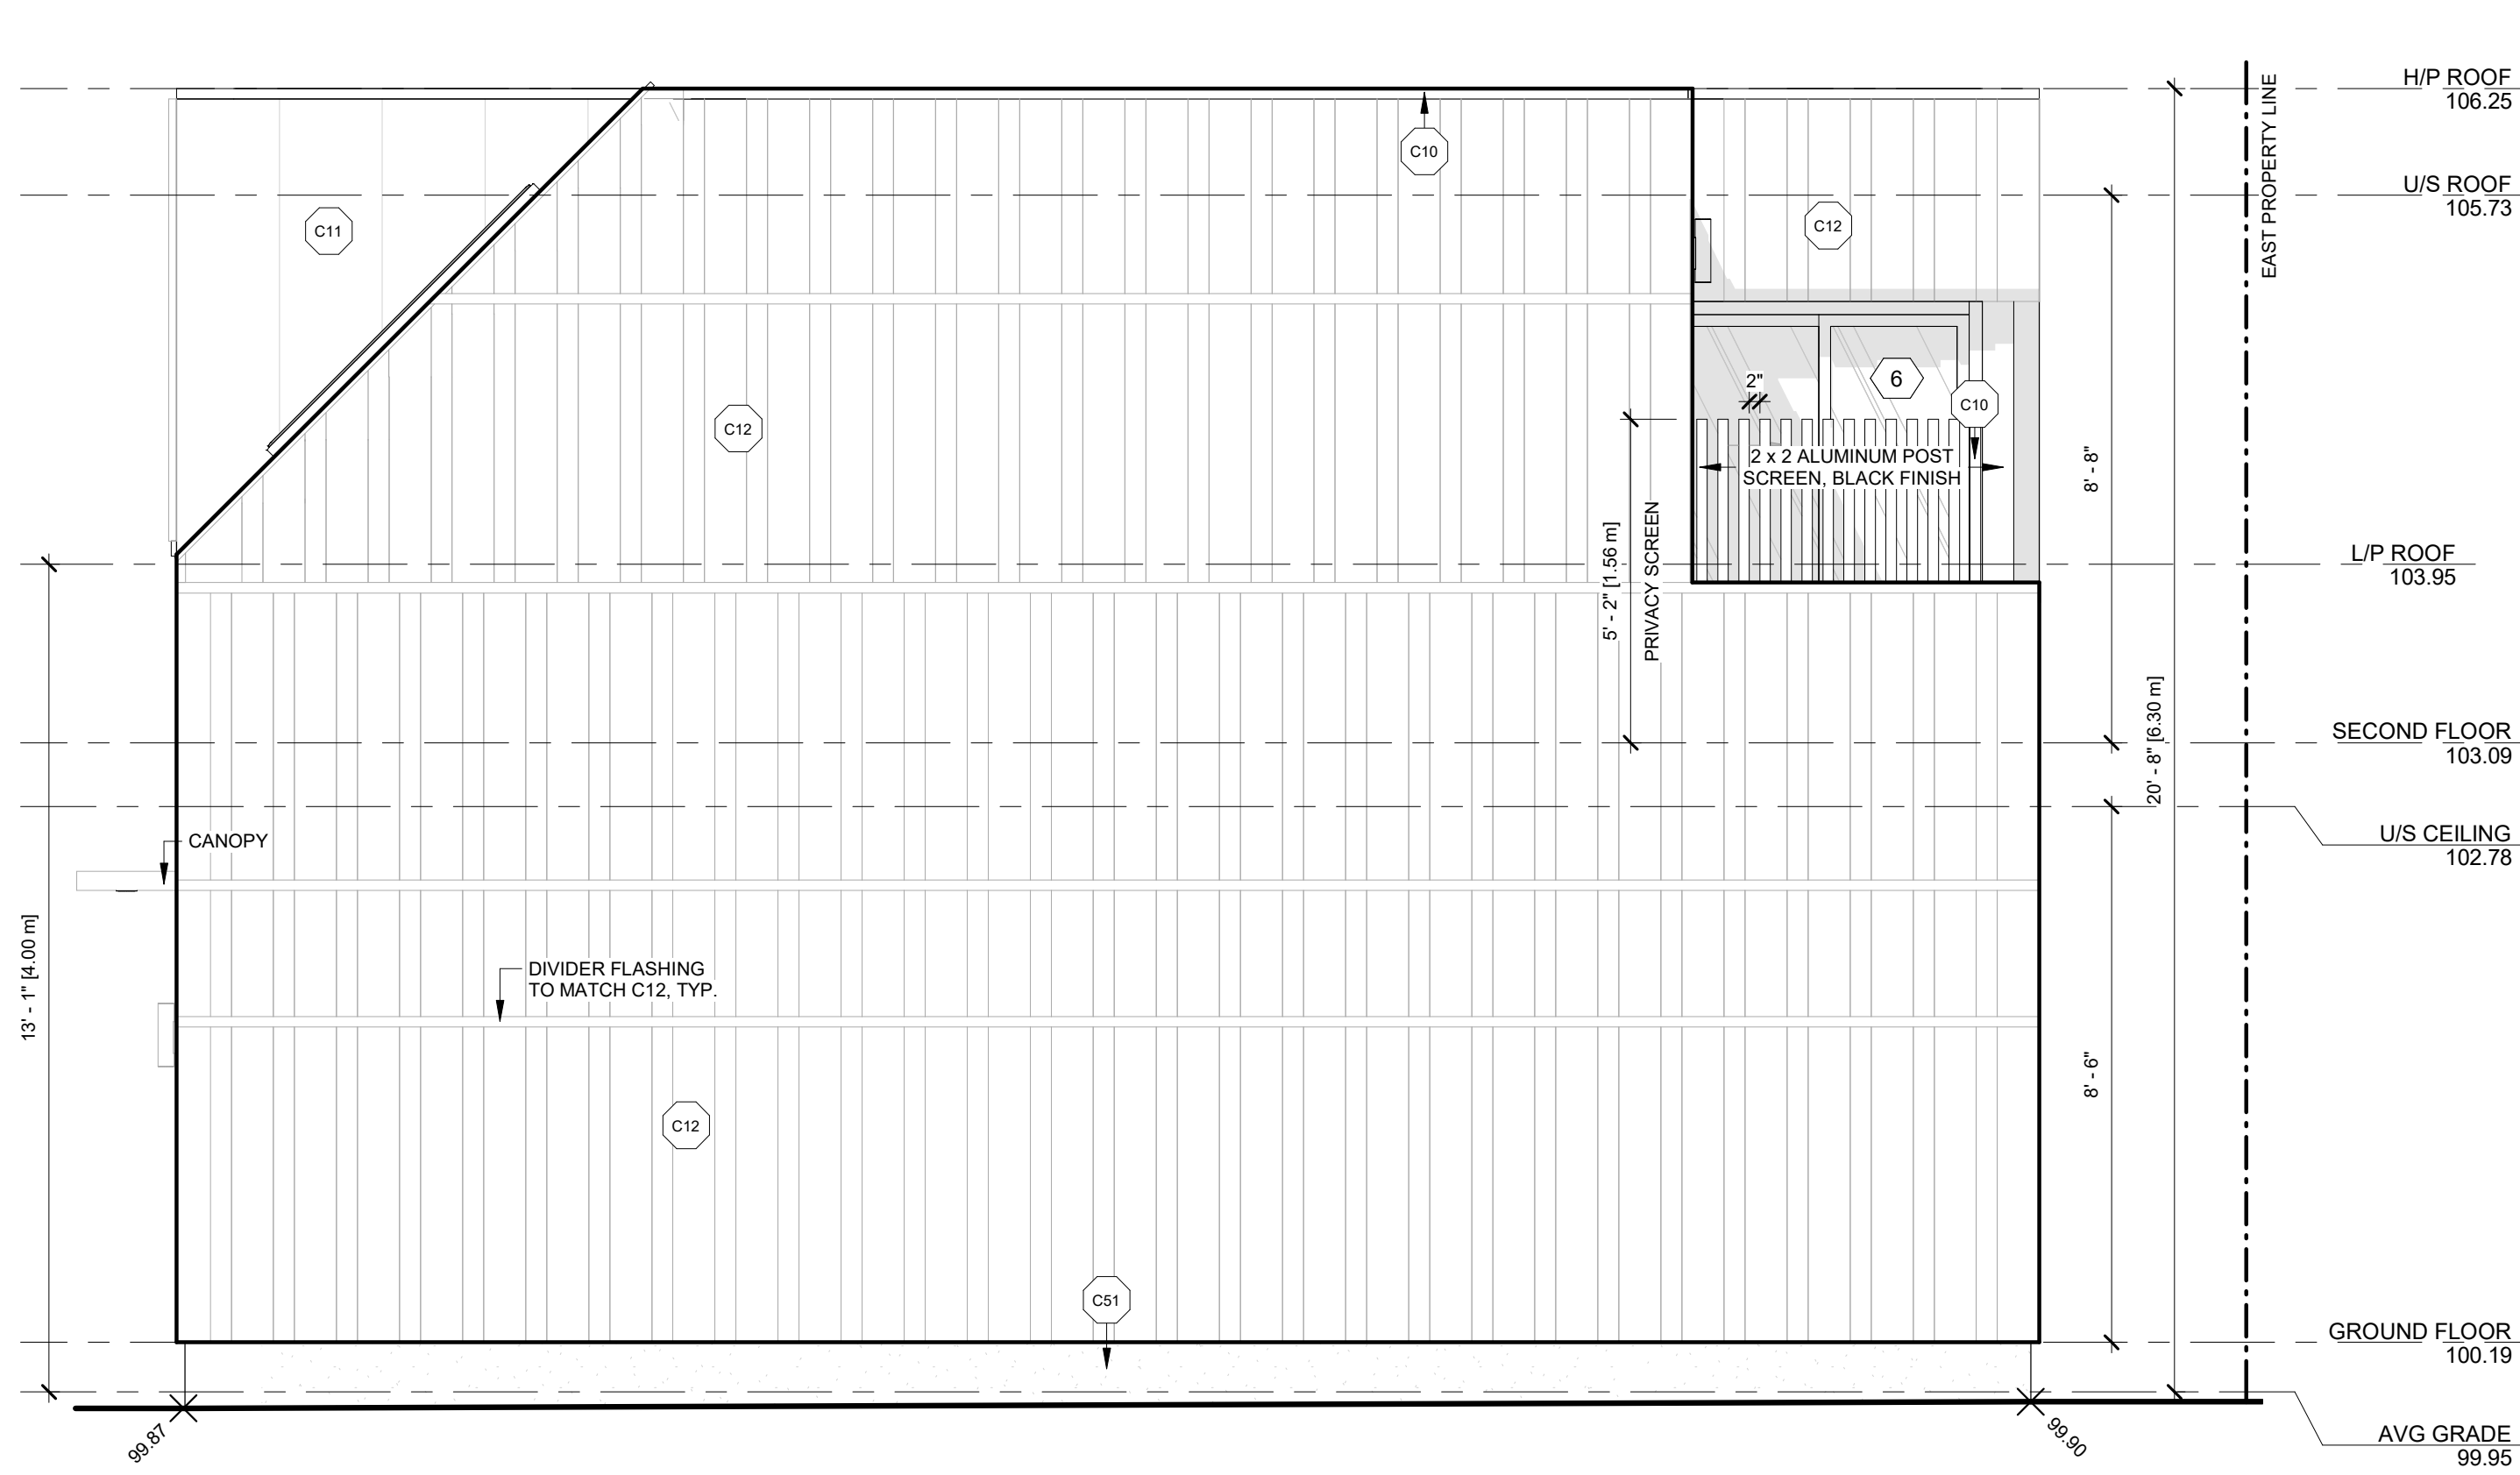 H/P ROOF
106.25
EAST PROPERTY LINE
U/S ROOF
105.73
C10
C11
C12
6
2"
C10
C12
2 x 2 ALUMINUM POST
SCREEN, BLACK FINISH
8' - 8"
5' - 2" [1.56 m]
PRIVACY SCREEN
L/P ROOF
103.95
SECOND FLOOR
103.09
20' - 8" [6.30 m]
U/S CEILING
102.78
CANOPY
13' - 1" [4.00 m]
DIVIDER FLASHING
TO MATCH C12, TYP.
8' - 6"
C12
C51
GROUND FLOOR
100.19
99.87
99.90
AVG GRADE
99.95